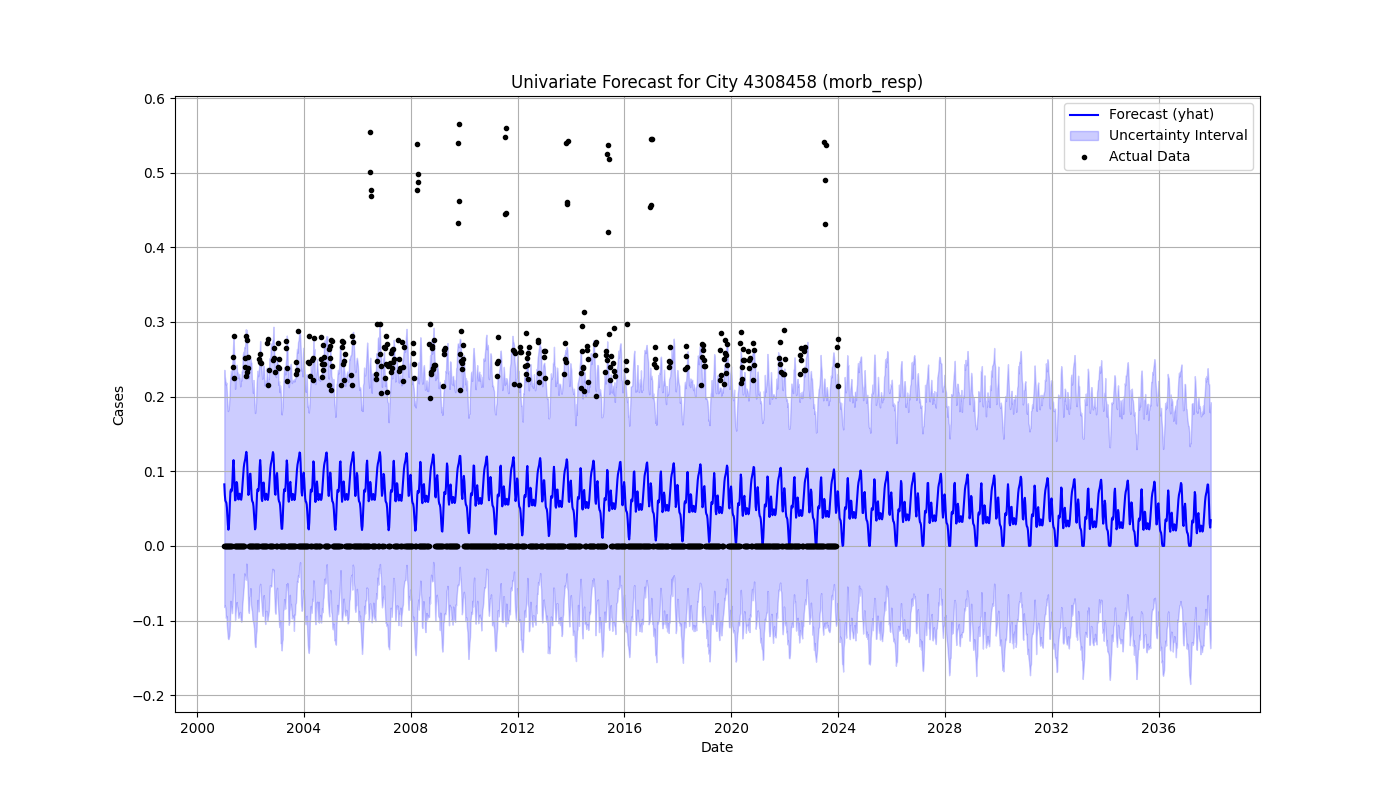 Univariate Forecast for City 4308458 (morb_resp)
Forecast (yhat)
Uncertainty Interval
Actual Data
Cases
0.6
0.5
0.4
0.3
0.2
0.1
0.0
−0.1
−0.2
2000 2004 2008 2012 2016 2020 2024 2028 2032 2036
Date